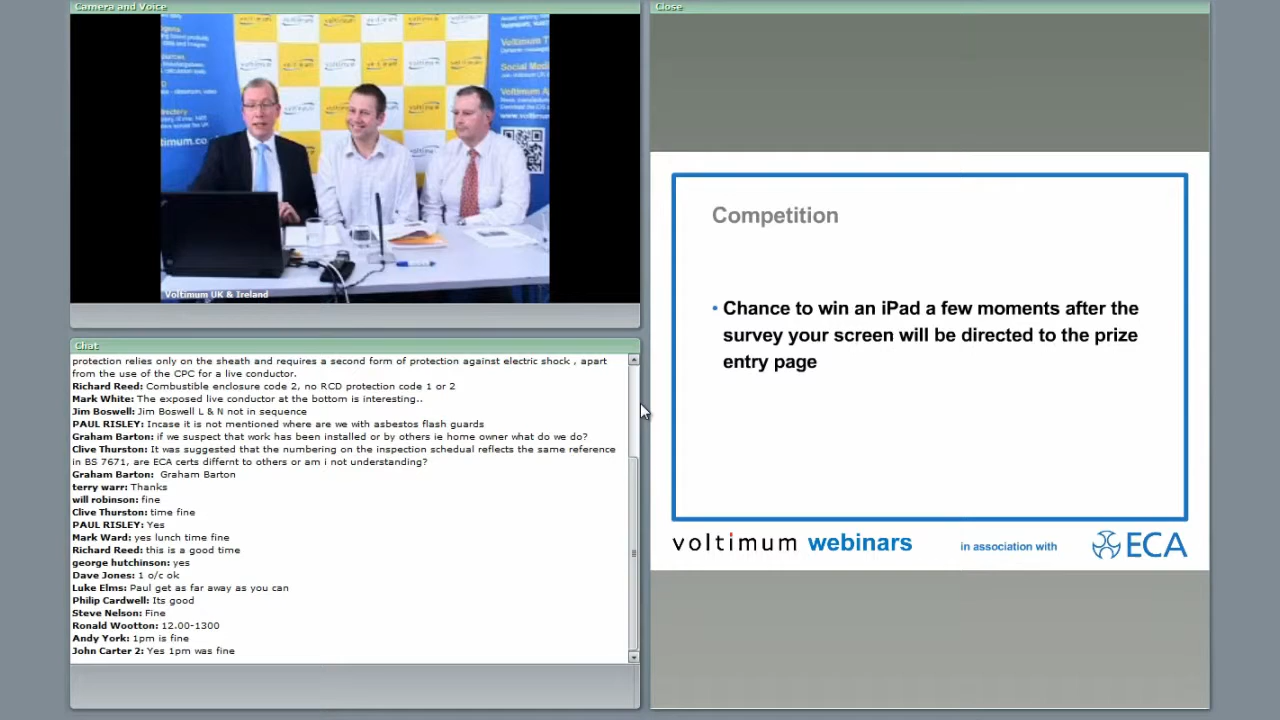 Camera and Voice
Voltimum T
Social Medi
Voltimum A
voltimum
Voltimum UK & Ireland
Chat
protection relies only on the sheath and requires a second form of protection against electric shock , apart
from the use of the CPC for a live conductor.
Richard Reed: Combustible enclosure code 2, no RCD protection code 1 or 2
Mark White: The exposed live conductor at the bottom is interesting..
Jim Boswell: Jim Boswell L & N not in sequence
PAUL RISLEY: Incase it is not mentioned where are we with asbestos flash guards
Graham Barton: if we suspect that work has been installed or by others ie home owner what do we do?
Clive Thurston: It was suggested that the numbering on the inspection schedual reflects the same reference
in BS 7671, are ECA certs differnt to others or am i not understanding?
Graham Barton: Graham Barton
terry warr: Thanks
will robinson: fine
Clive Thurston: time fine
PAUL RISLEY: Yes
Mark Ward: yes lunch time fine
Richard Reed: this is a good time
george hutchinson: yes
Dave Jones: 1 o/c ok
Luke Elms: Paul get as far away as you can
Philip Cardwell: Its good
Steve Nelson: Fine
Ronald Wootton: 12.00-1300
Andy York: 1pm is fine
John Carter 2: Yes 1pm was fine
Close
Competition
• Chance to win an iPad a few moments after the
survey your screen will be directed to the prize
entry page
voltimum webinars
in association with
ECA